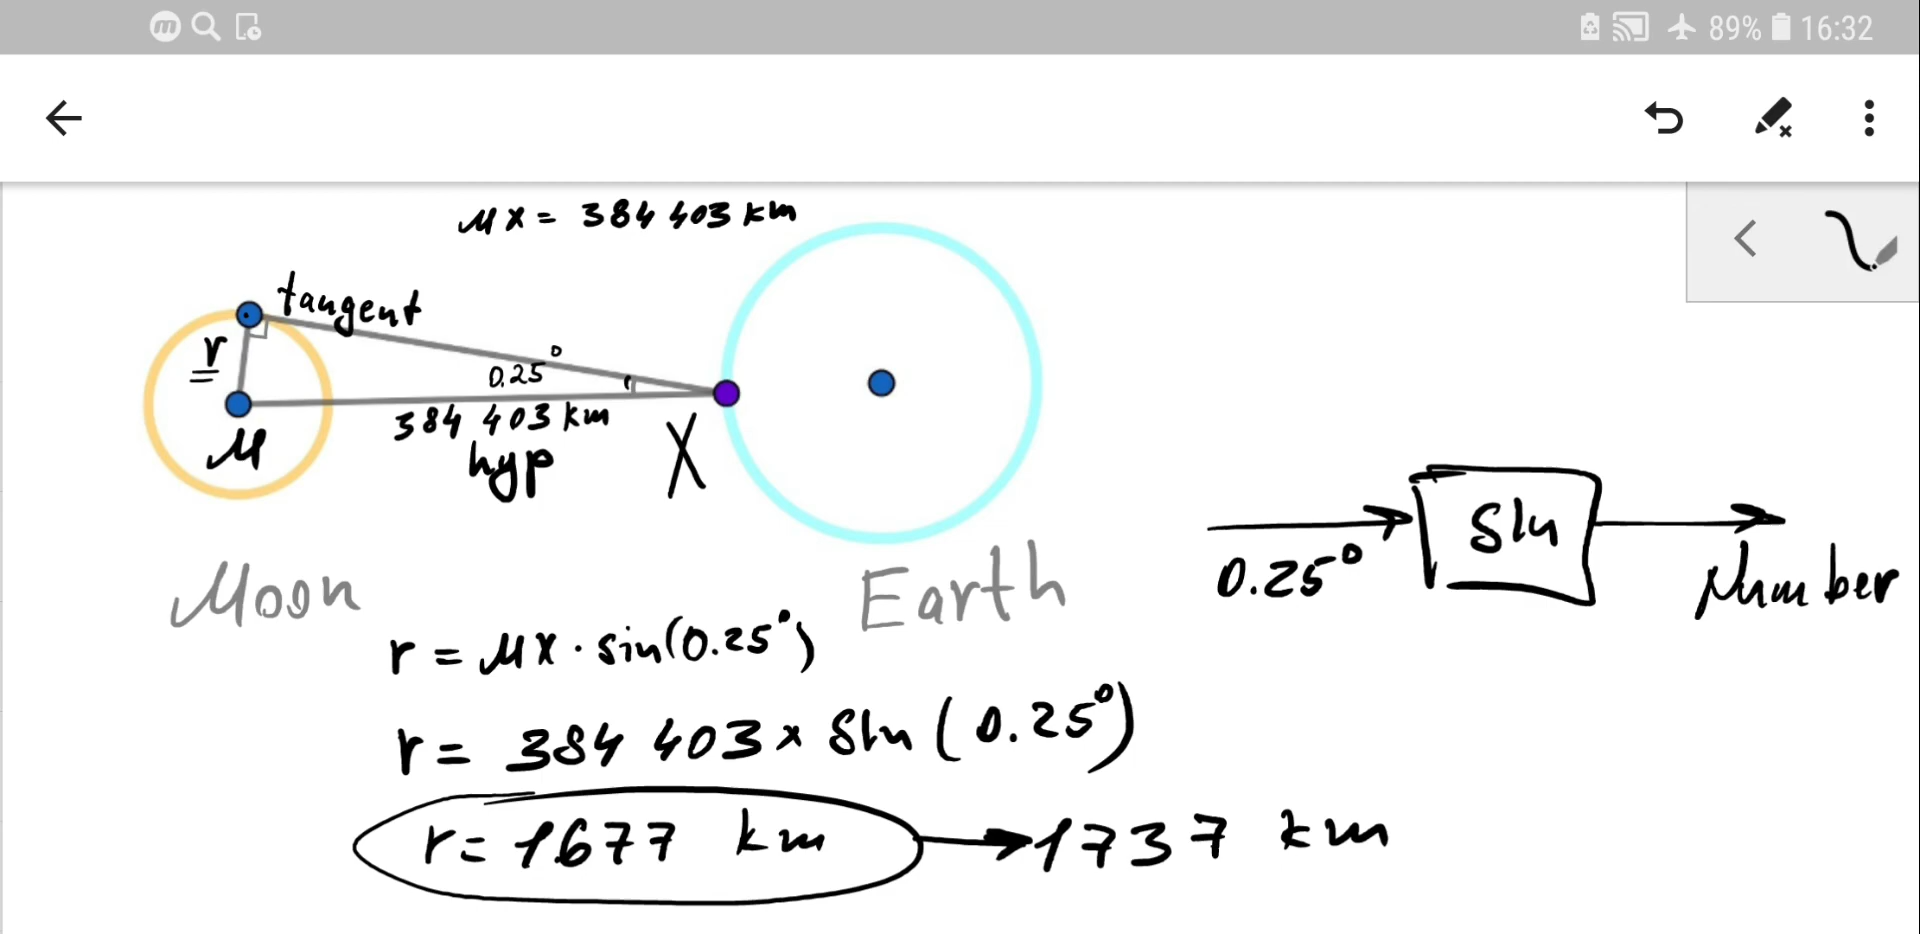 89% 16:32
MX = 384 403 km
tangent
r
0.25°
384 403 km
M
hyp
X
Moon
Earth
0.25°
Sin
Number
r = MX · sin(0.25°)
r = 384 403 × Sin (0.25°)
r = 1677 km → 1737 km